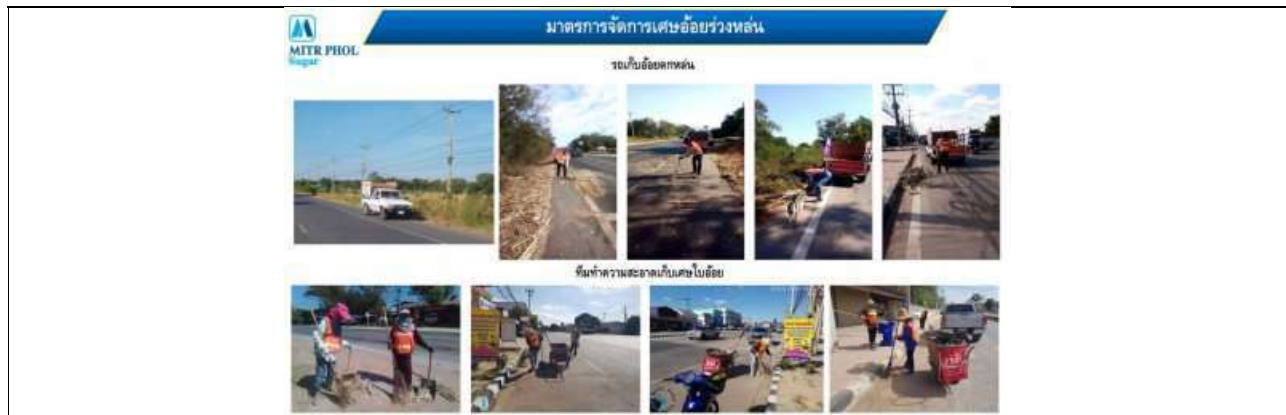 มาตรการจัดการเศษอ้อยร่วงหล่น
MITR PHOL
Sugar
รถเก็บอ้อยตกหล่น
ทีมทำความสะอาดเก็บเศษใบอ้อย